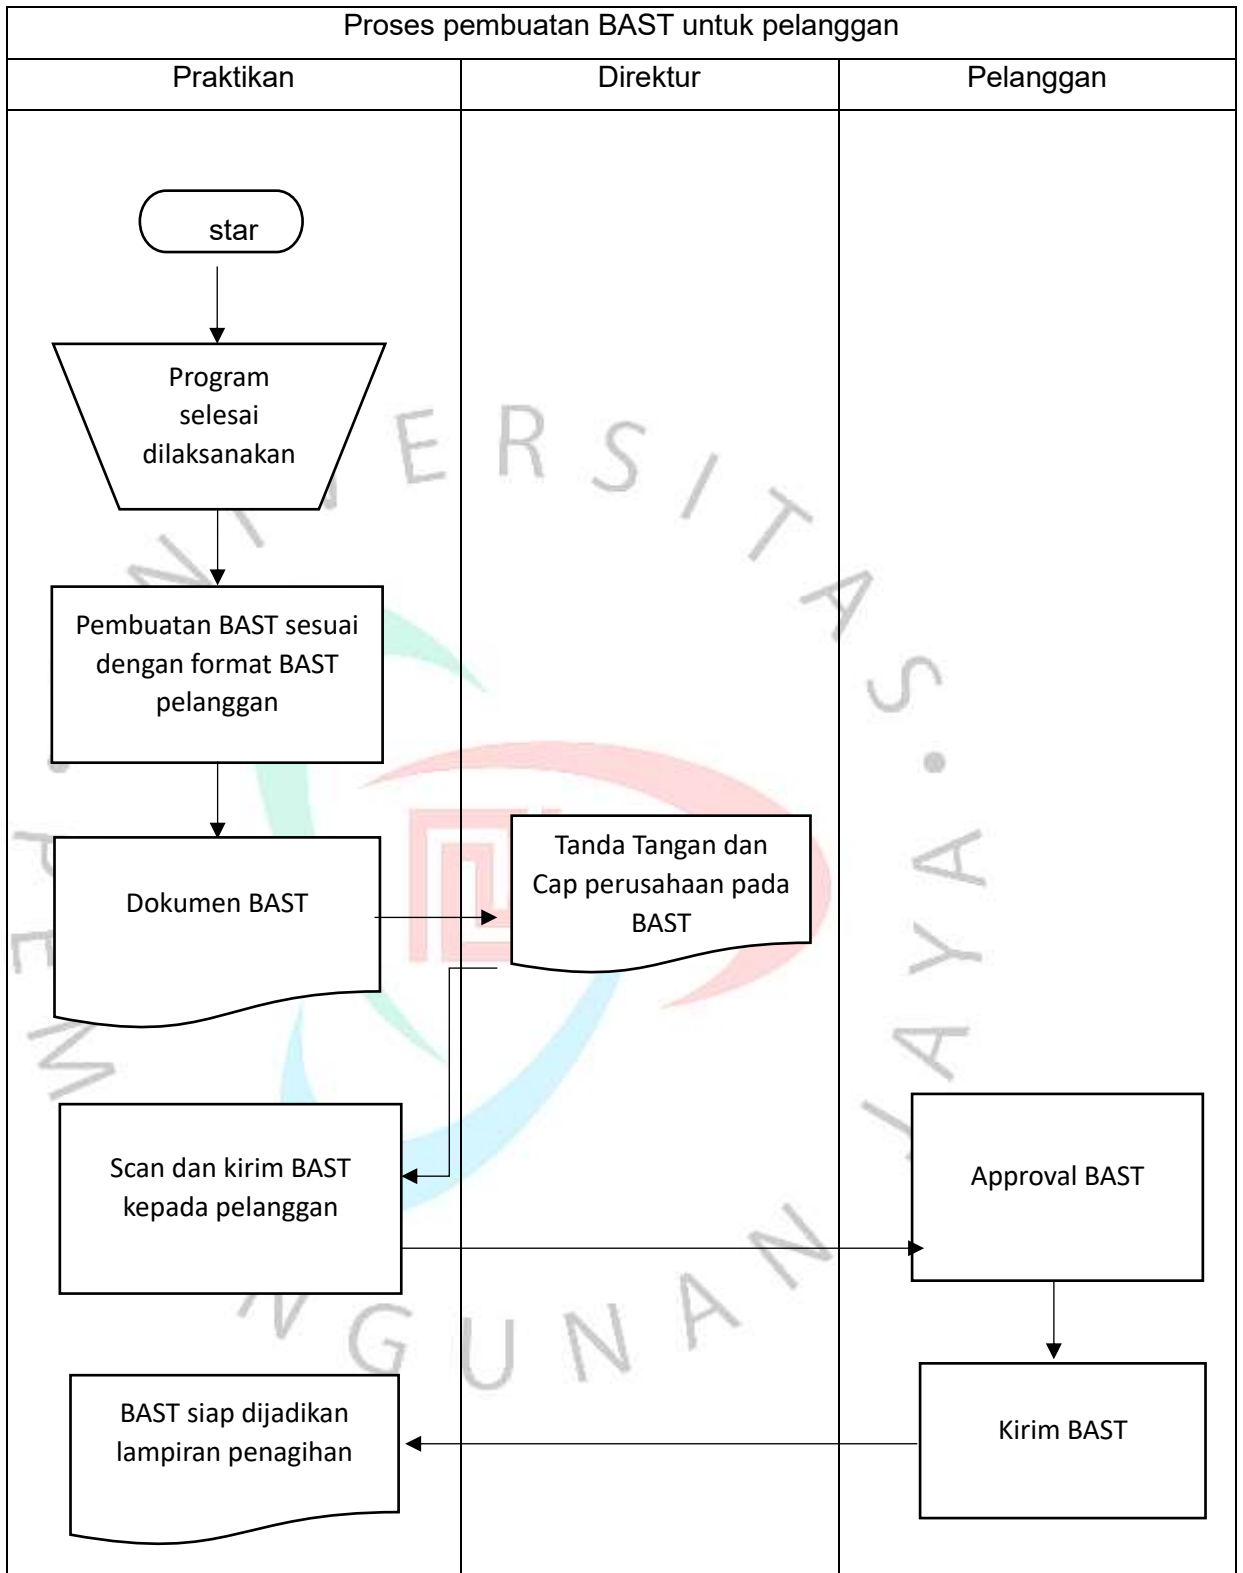 Proses pembuatan BAST untuk pelanggan
Praktikan
Direktur
Pelanggan
star
Program
selesai
dilaksanakan
Pembuatan BAST sesuai
dengan format BAST
pelanggan
Dokumen BAST
Tanda Tangan dan
Cap perusahaan pada
BAST
Scan dan kirim BAST
kepada pelanggan
Approval BAST
Kirim BAST
BAST siap dijadikan
lampiran penagihan